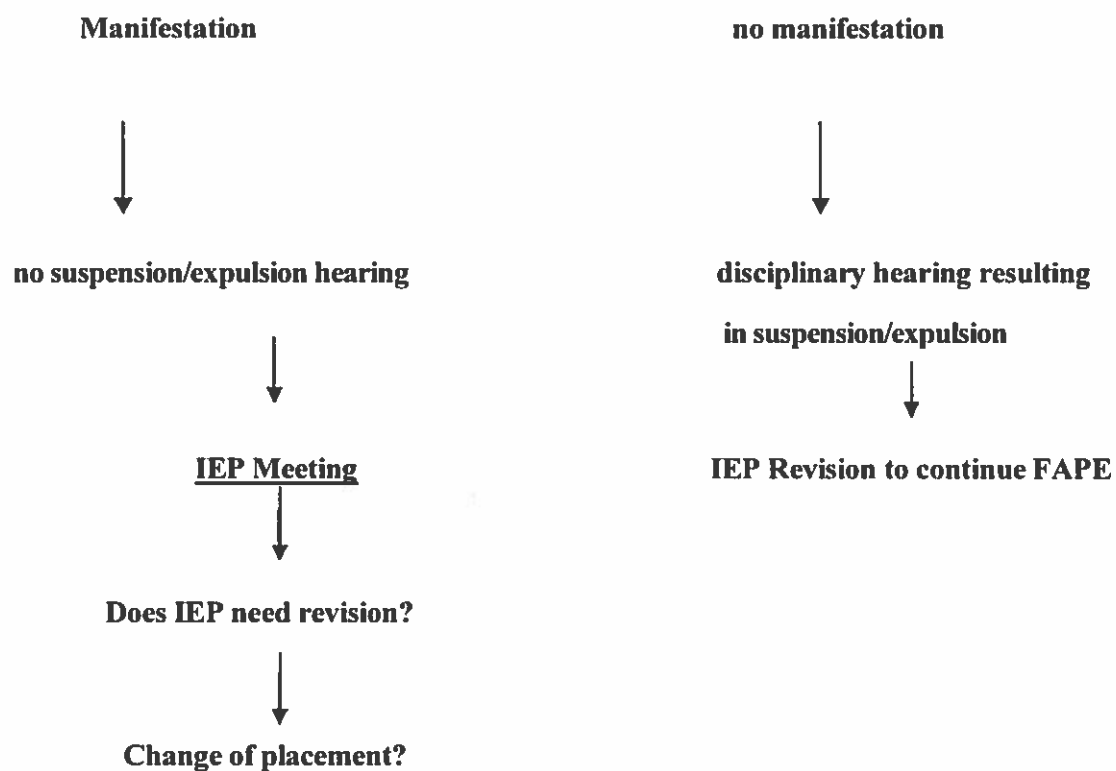 Manifestation
no suspension/expulsion hearing
IEP Meeting
Does IEP need revision?
Change of placement?
no manifestation
disciplinary hearing resulting
in suspension/expulsion
IEP Revision to continue FAPE